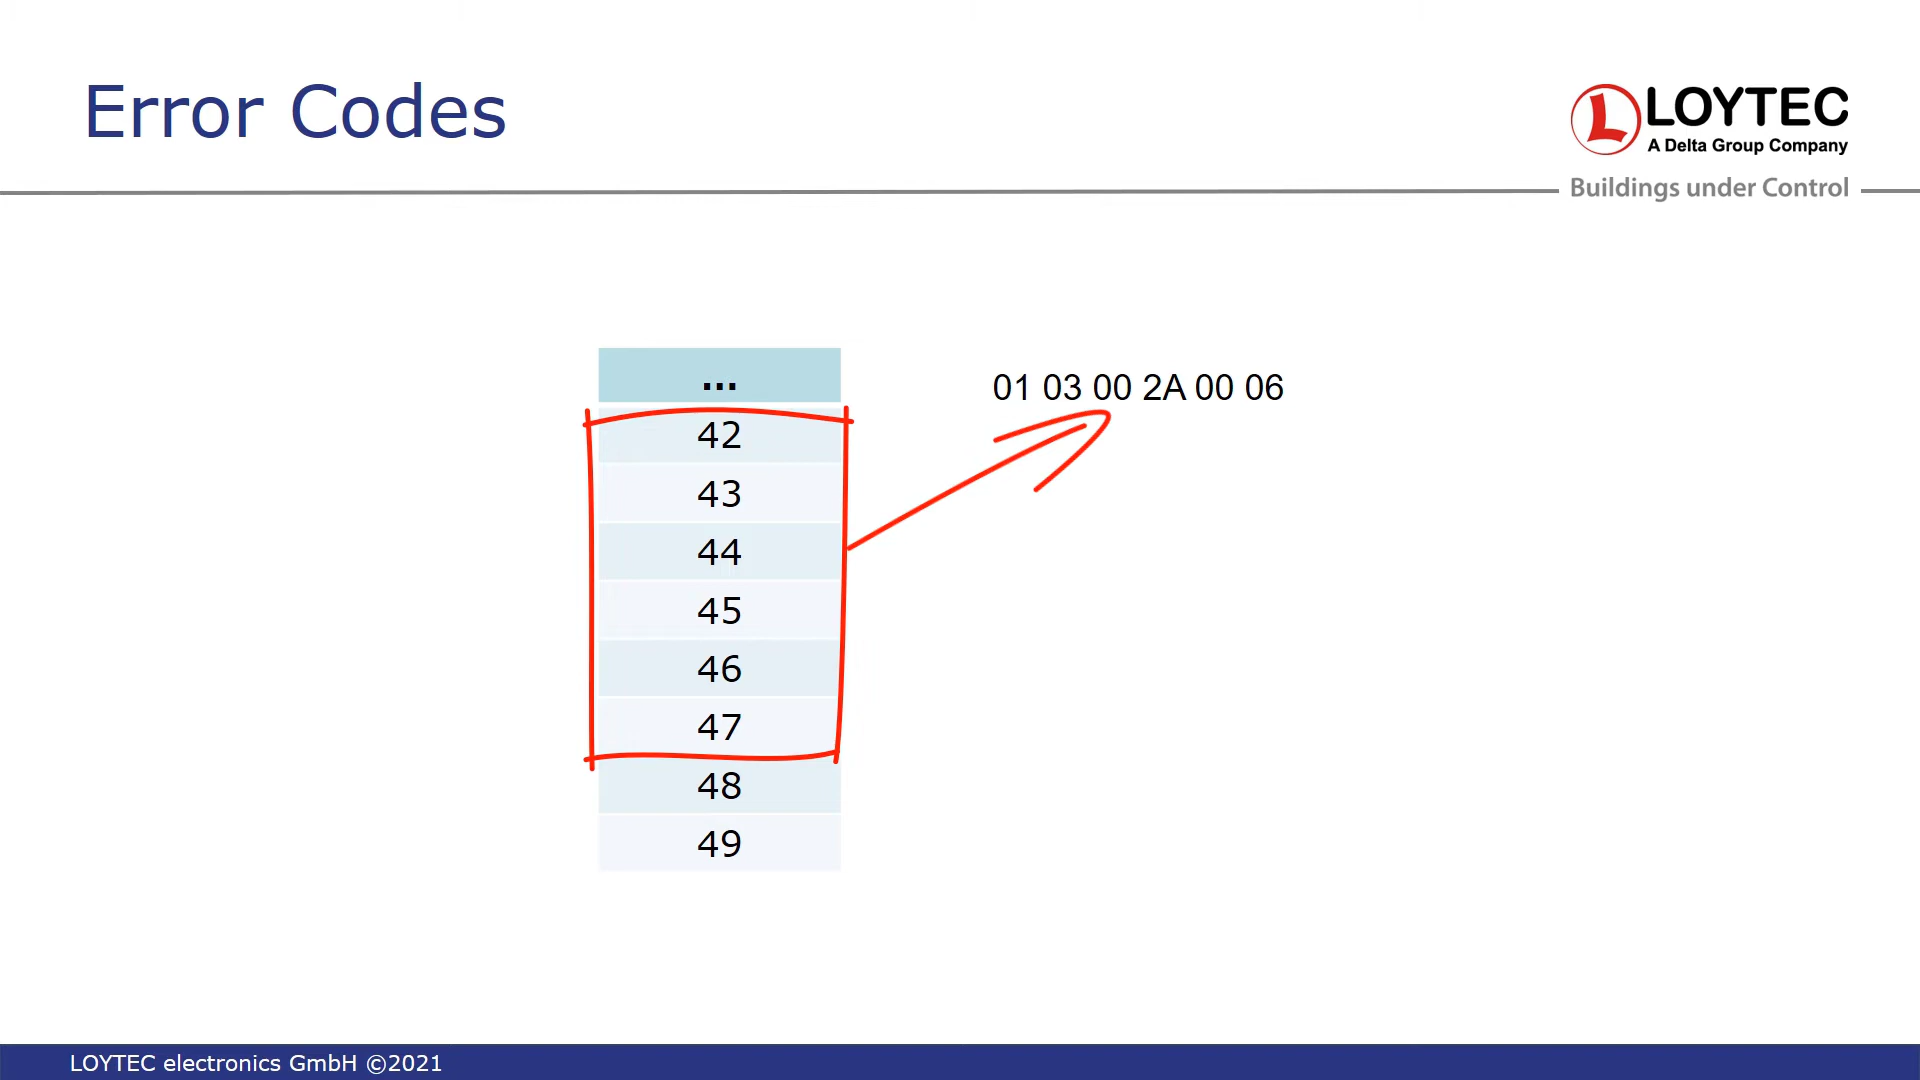 Error Codes
LOYTEC
A Delta Group Company
Buildings under Control
...
01 03 00 2A 00 06
42
43
44
45
46
47
48
49
LOYTEC electronics GmbH ©2021